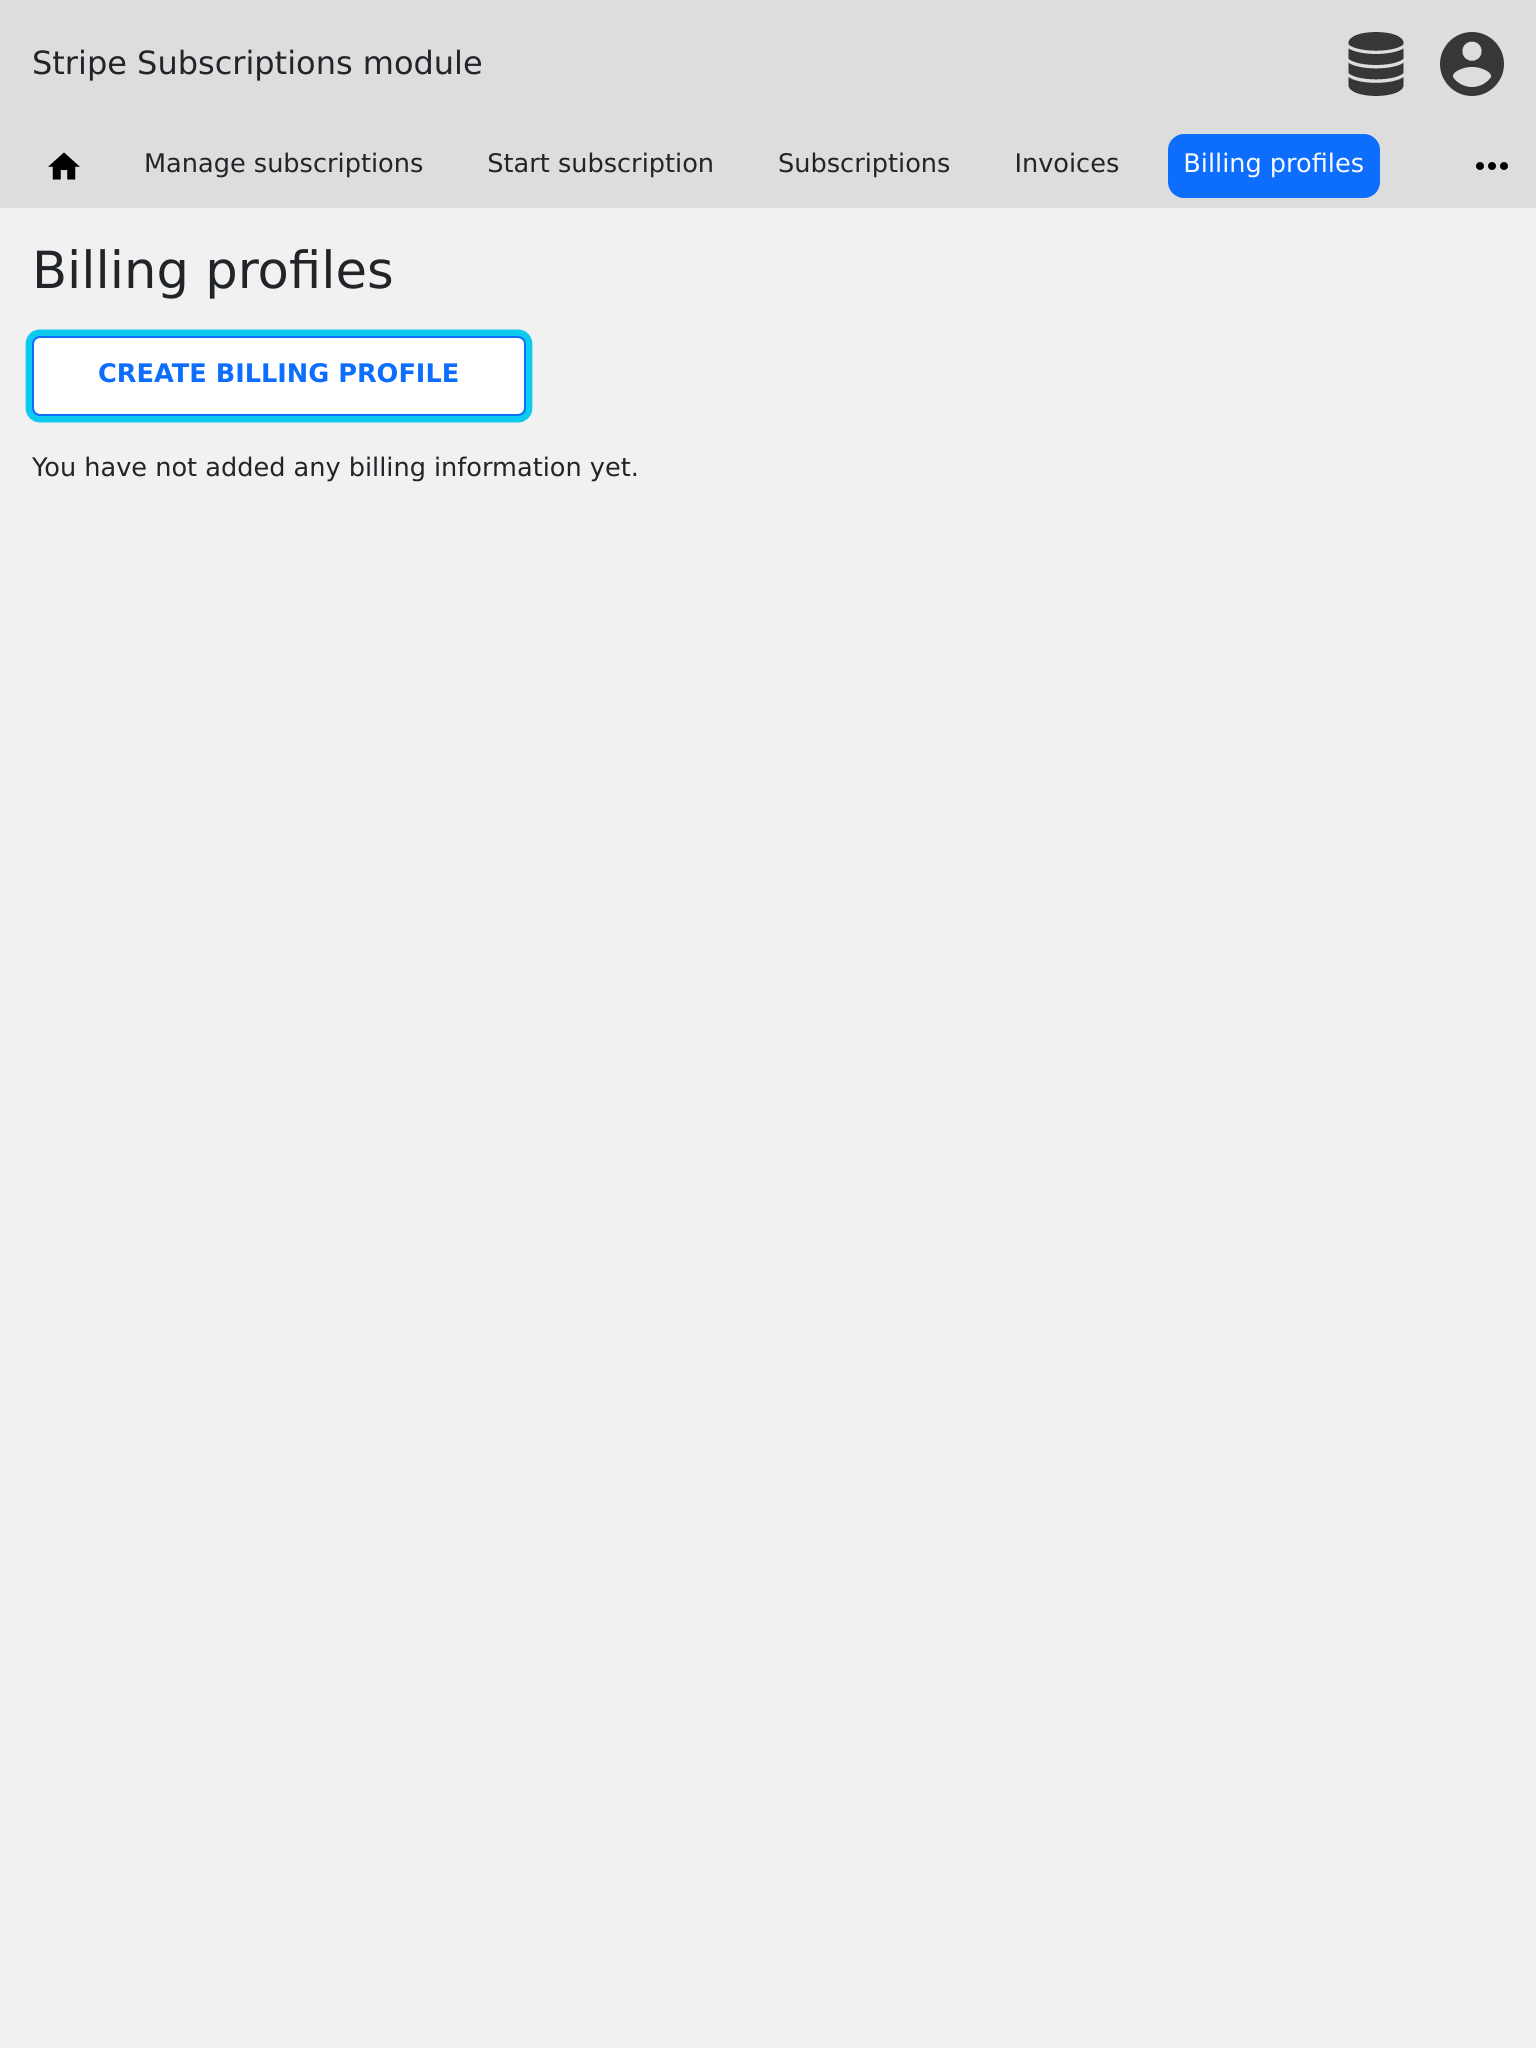 Stripe Subscriptions module
Manage subscriptions Start subscription Subscriptions Invoices Billing profiles
Billing profiles
CREATE BILLING PROFILE
You have not added any billing information yet.